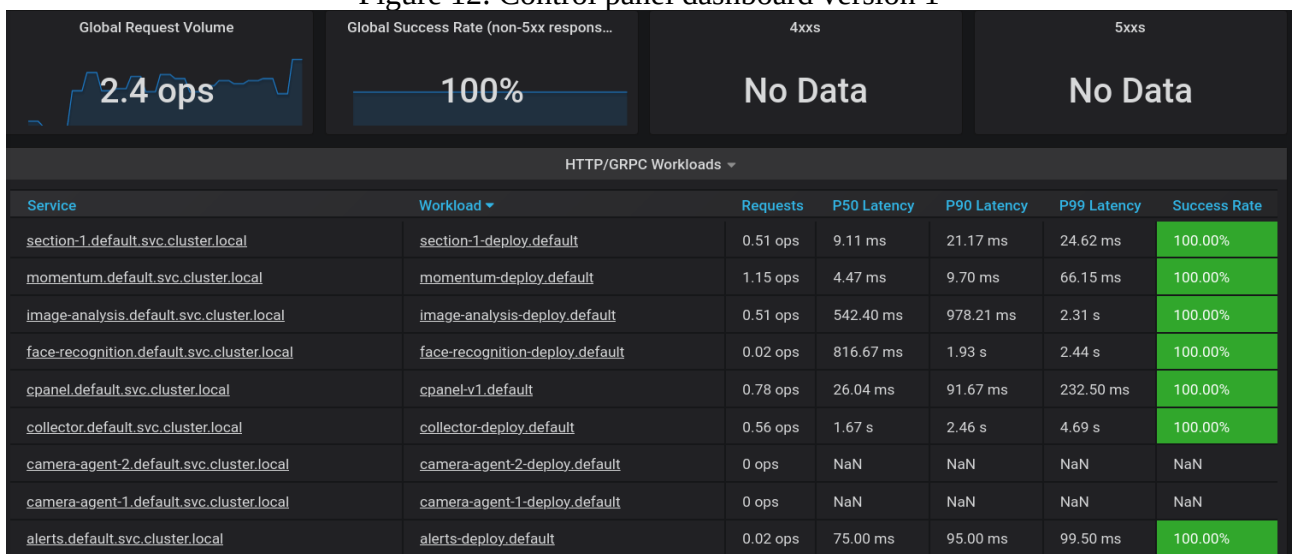 Figure 12: Control panel dashboard version 1
Global Request Volume Global Success Rate (non-5xx respons... 4xxs 5xxs
2.4 ops 100% No Data No Data
HTTP/GRPC Workloads
Service Workload Requests P50 Latency P90 Latency P99 Latency Success Rate
section-1.default.svc.cluster.local section-1-deploy.default 0.51 ops 9.11 ms 21.17 ms 24.62 ms 100.00%
momentum.default.svc.cluster.local momentum-deploy.default 1.15 ops 4.47 ms 9.70 ms 66.15 ms 100.00%
image-analysis.default.svc.cluster.local image-analysis-deploy.default 0.51 ops 542.40 ms 978.21 ms 2.31 s 100.00%
face-recognition.default.svc.cluster.local face-recognition-deploy.default 0.02 ops 816.67 ms 1.93 s 2.44 s 100.00%
cpanel.default.svc.cluster.local cpanel-v1.default 0.78 ops 26.04 ms 91.67 ms 232.50 ms 100.00%
collector.default.svc.cluster.local collector-deploy.default 0.56 ops 1.67 s 2.46 s 4.69 s 100.00%
camera-agent-2.default.svc.cluster.local camera-agent-2-deploy.default 0 ops NaN NaN NaN NaN
camera-agent-1.default.svc.cluster.local camera-agent-1-deploy.default 0 ops NaN NaN NaN NaN
alerts.default.svc.cluster.local alerts-deploy.default 0.02 ops 75.00 ms 95.00 ms 99.50 ms 100.00%